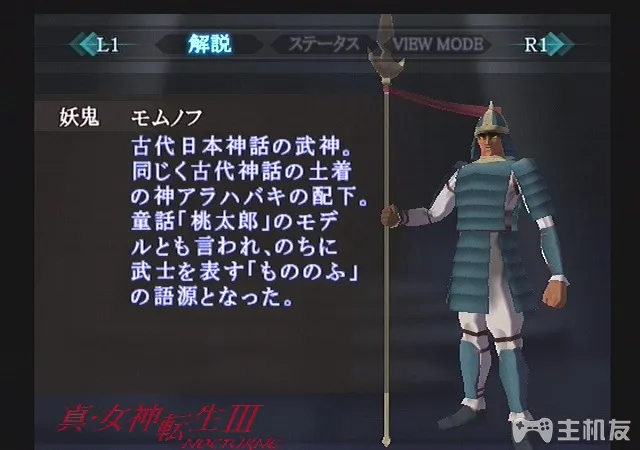 L1 解説 ステータス VIEW MODE R1
妖鬼 モムノフ
古代日本神話の武神。
同じく古代神話の土着
の神アラハバキの配下。
童話「桃太郎」のモデ
ルとも言われ、のちに
武士を表す「もののふ」
の語源となった。
真・女神転生III
NOCTURNE
主机友